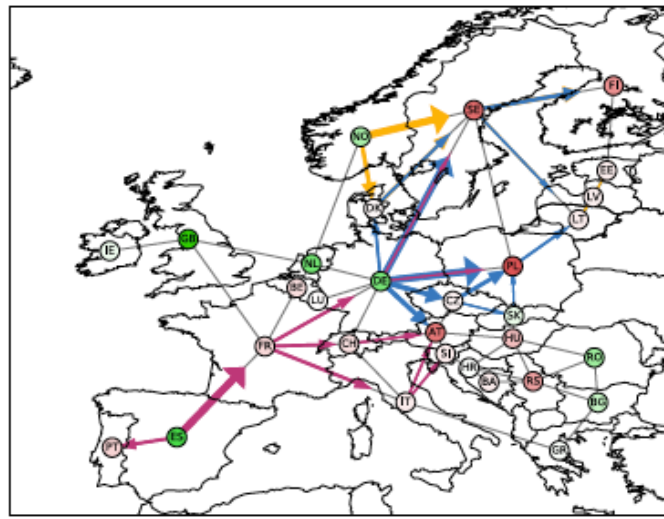 FI
SE
NO
EE
LV
DK
LT
GB
IE
NL
PL
DE
BE
LU
CZ
SK
AT
HU
FR
CH
SI
RO
HR
BA
RS
IT
BG
ES
PT
GR